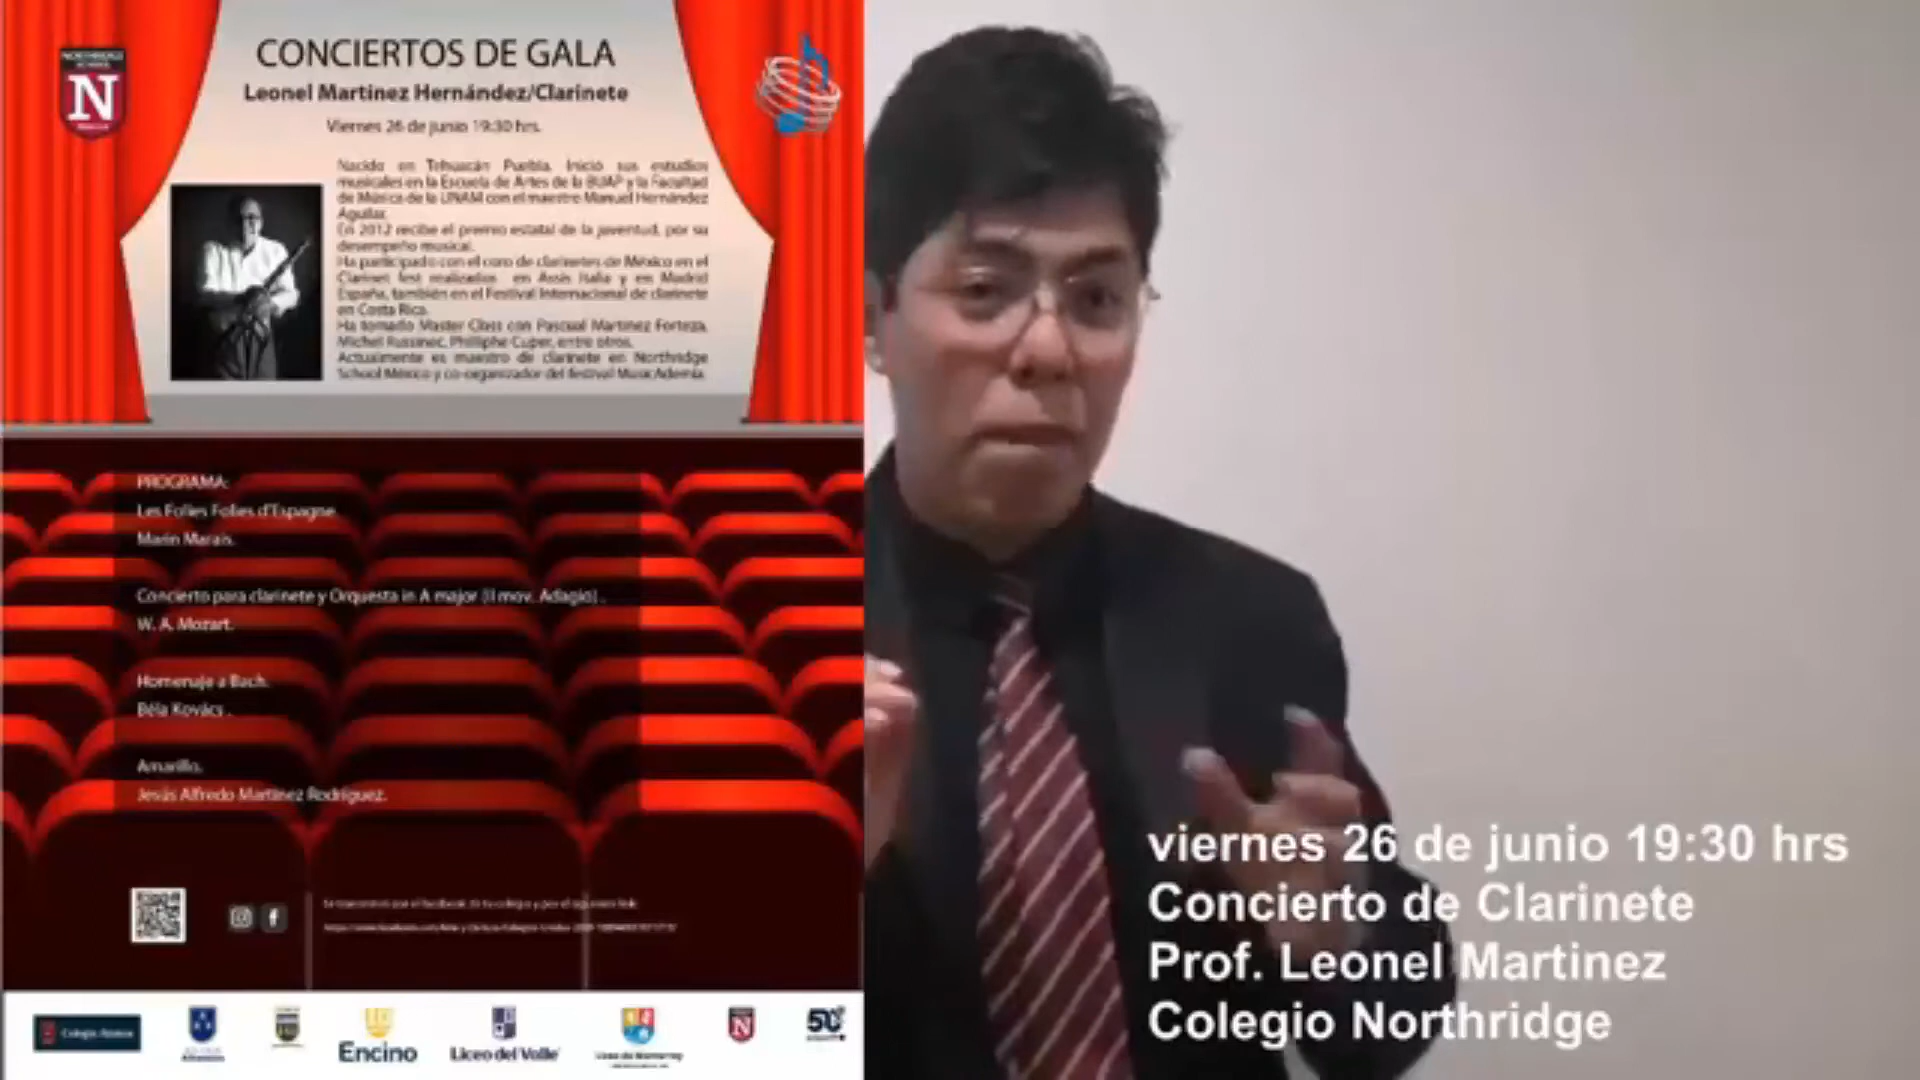 CONCIERTOS DE GALA
Leonel Martinez Hernández/Clarinete
Viernes 26 de junio 19:30 hrs.
Nacido en Tehuacán Puebla. Inició sus estudios
musicales en la Escuela de Artes de la BUAP y la Facultad
de Música de la UNAM con el maestro Manuel Hernández
Aguilar.
En 2012 recibe el premio estatal de la juventud, por su
desempeño musical.
Ha participado con el coro de clarinetes de México en el
Clarinet fest realizados en Assis Italia y en Madrid
España, también en el Festival Internacional de clarinete
en Costa Rica.
Ha tomado Master Class con Pascual Martinez Forteza,
Michel Russinec, Philliphe Cuper, entre otros.
Actualmente es maestro de clarinete en Northridge
School México y co-organizador del festival Music Ademia.
N
PROGRAMA:
Les Folies Folies d'Espagne
Marin Marais.
Concierto para clarinete y Orquesta in A major (II mov. Adagio) .
W. A. Mozart.
Homenaje a Bach.
Béla Kovács .
Amarillo.
Jesús Alfredo Martínez Rodríguez.
Encino
Liceo del Valle
N
50
viernes 26 de junio 19:30 hrs
Concierto de Clarinete
Prof. Leonel Martinez
Colegio Northridge